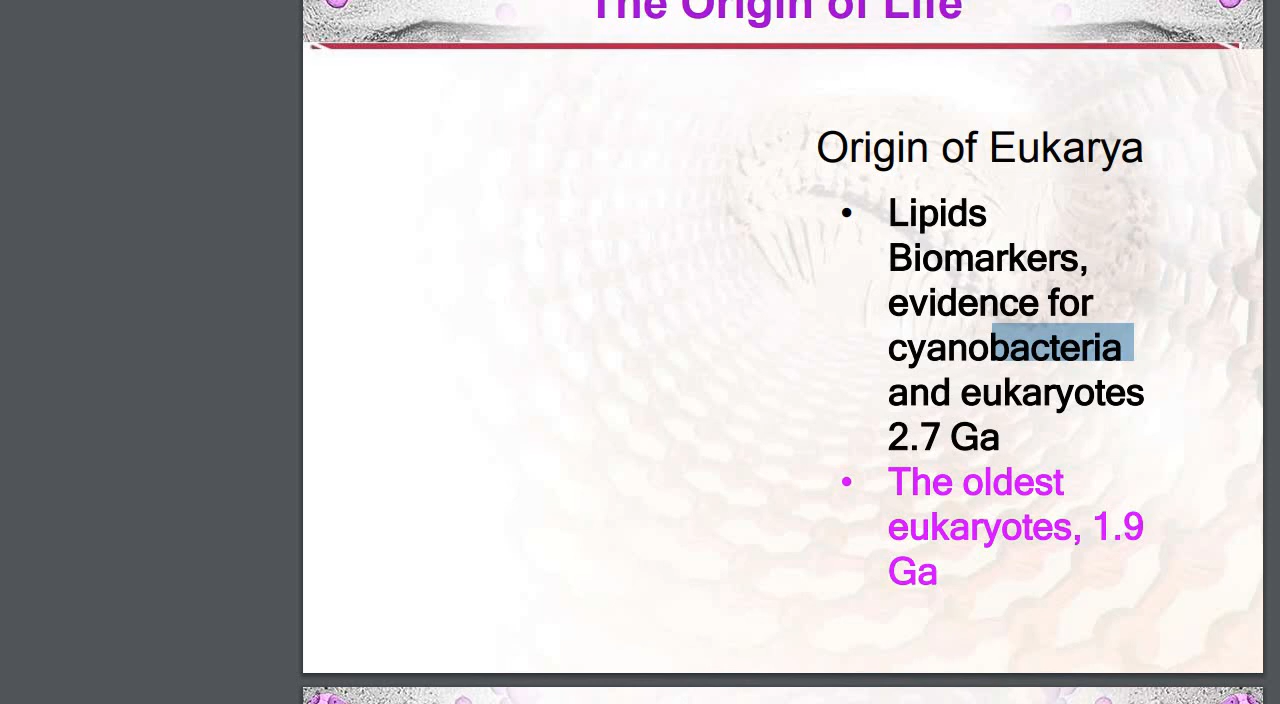 The Origin of Life
Origin of Eukarya
• Lipids
Biomarkers,
evidence for
cyanobacteria
and eukaryotes
2.7 Ga
• The oldest
eukaryotes, 1.9
Ga